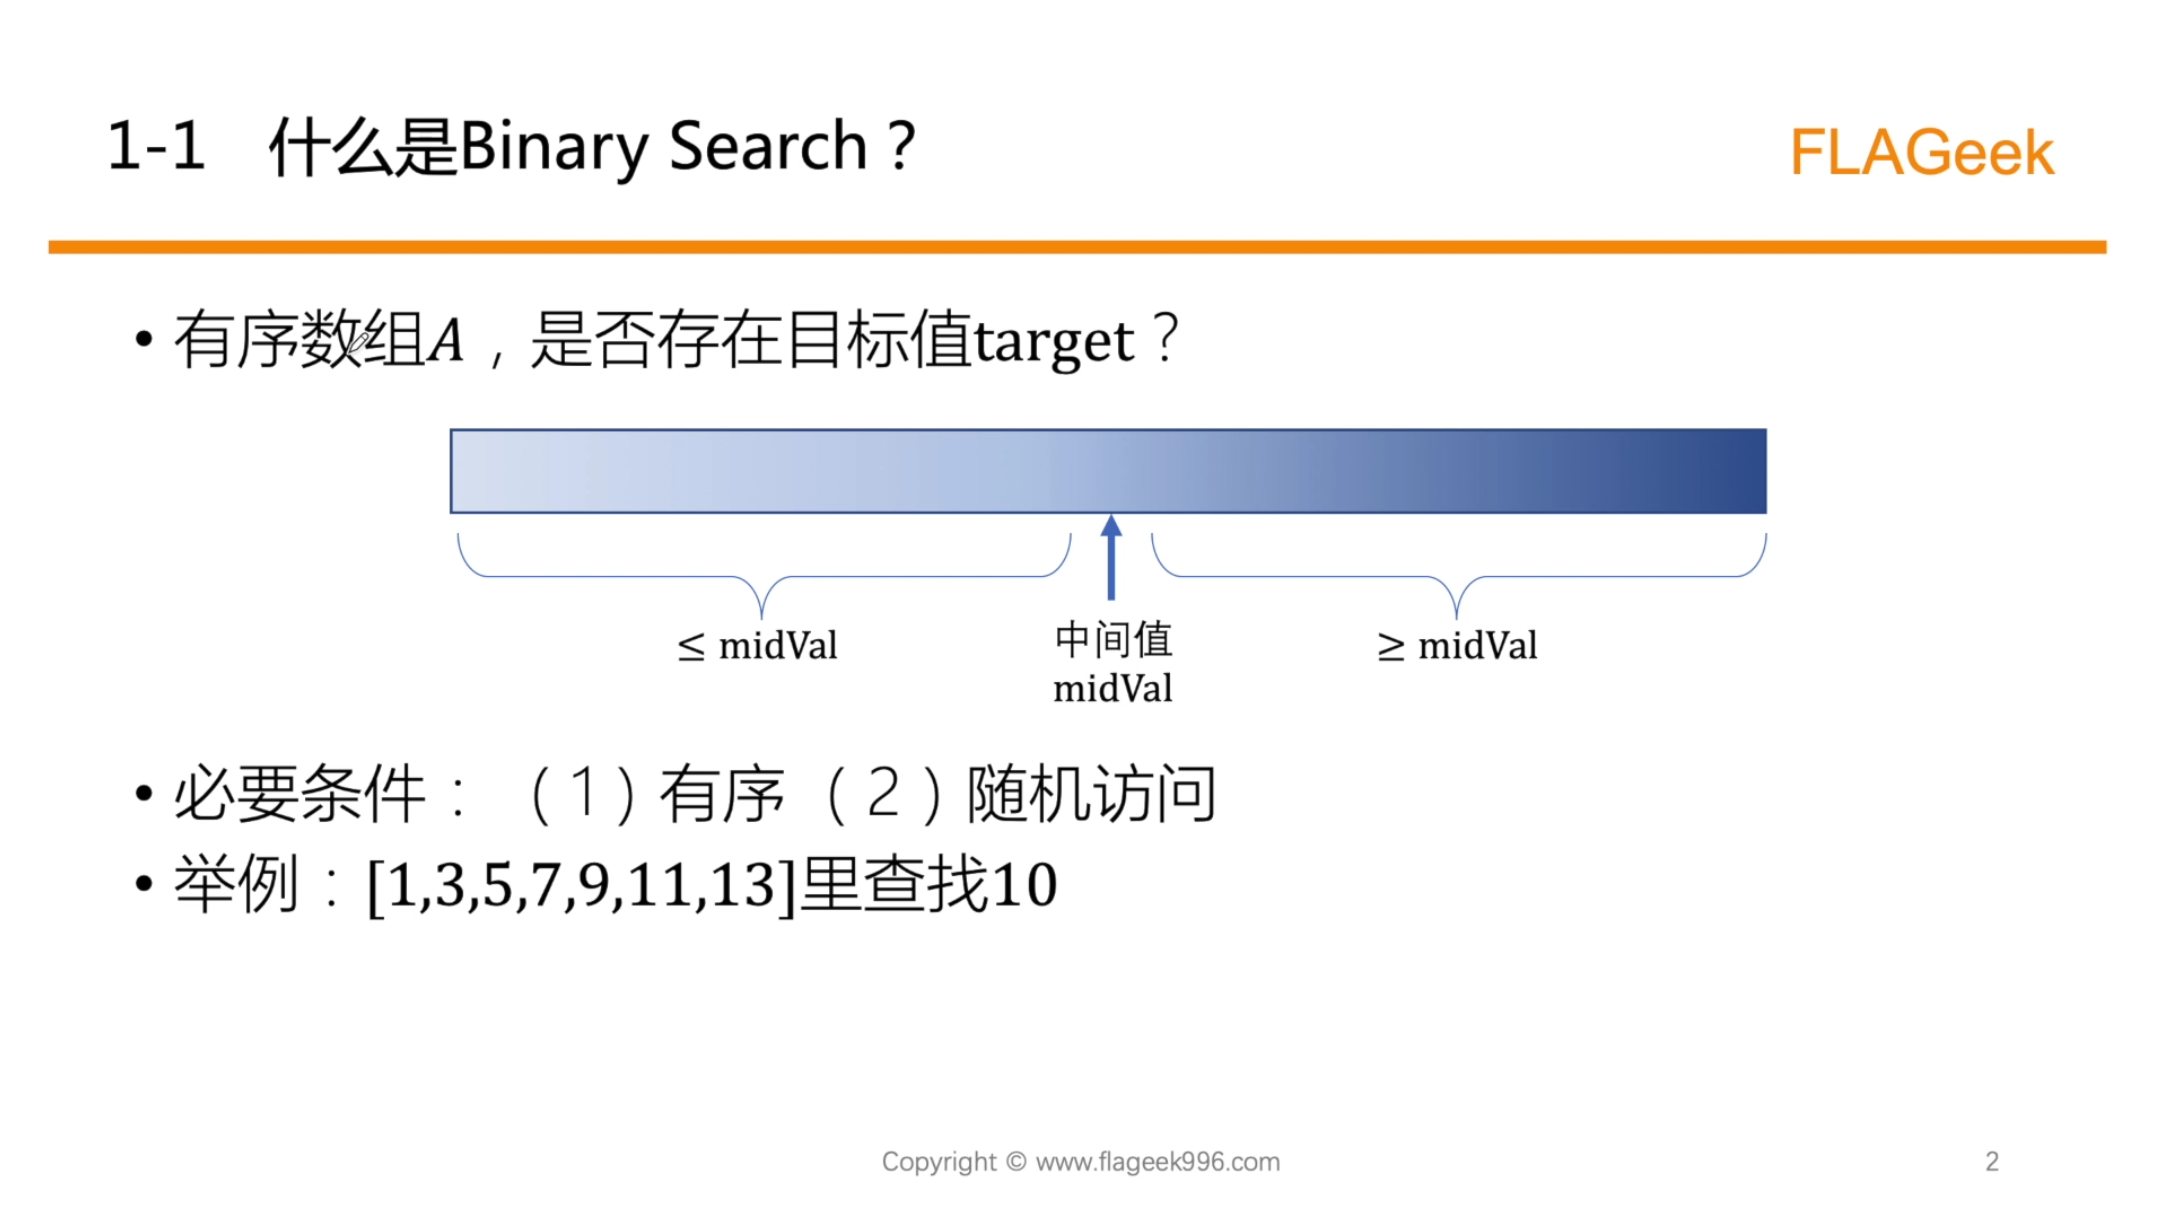 1-1 什么是Binary Search？
FLAGeek
• 有序数组A，是否存在目标值target？
≤ midVal
中间值
midVal
≥ midVal
• 必要条件：（1）有序（2）随机访问
• 举例：[1,3,5,7,9,11,13]里查找10
Copyright © www.flageek996.com
2